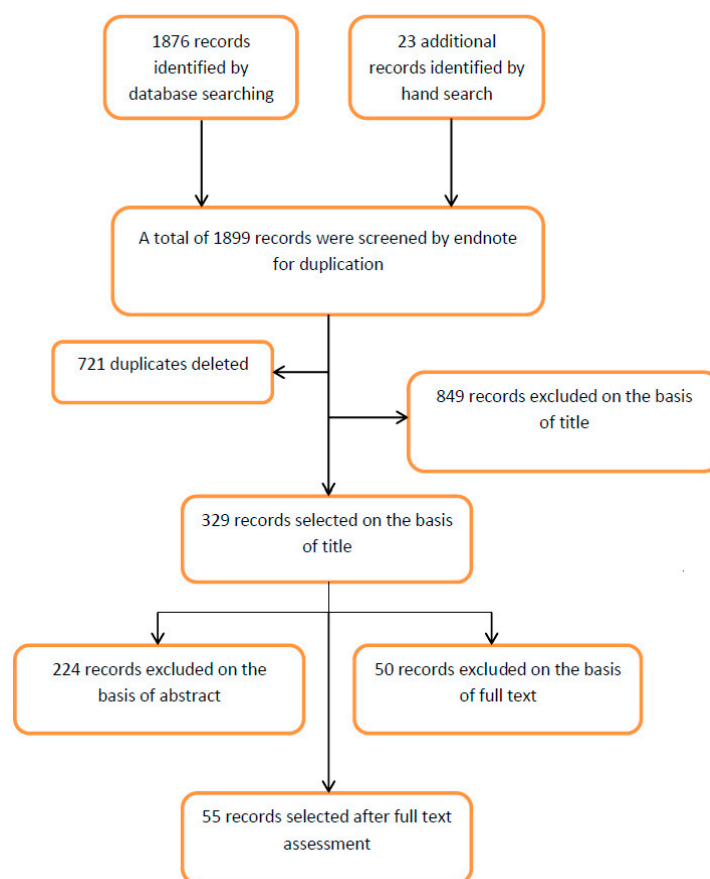 1876 records
identified by
database searching
23 additional
records identified by
hand search
A total of 1899 records were screened by endnote
for duplication
721 duplicates deleted
849 records excluded on the basis
of title
329 records selected on the basis
of title
224 records excluded on the
basis of abstract
50 records excluded on the basis
of full text
55 records selected after full text
assessment